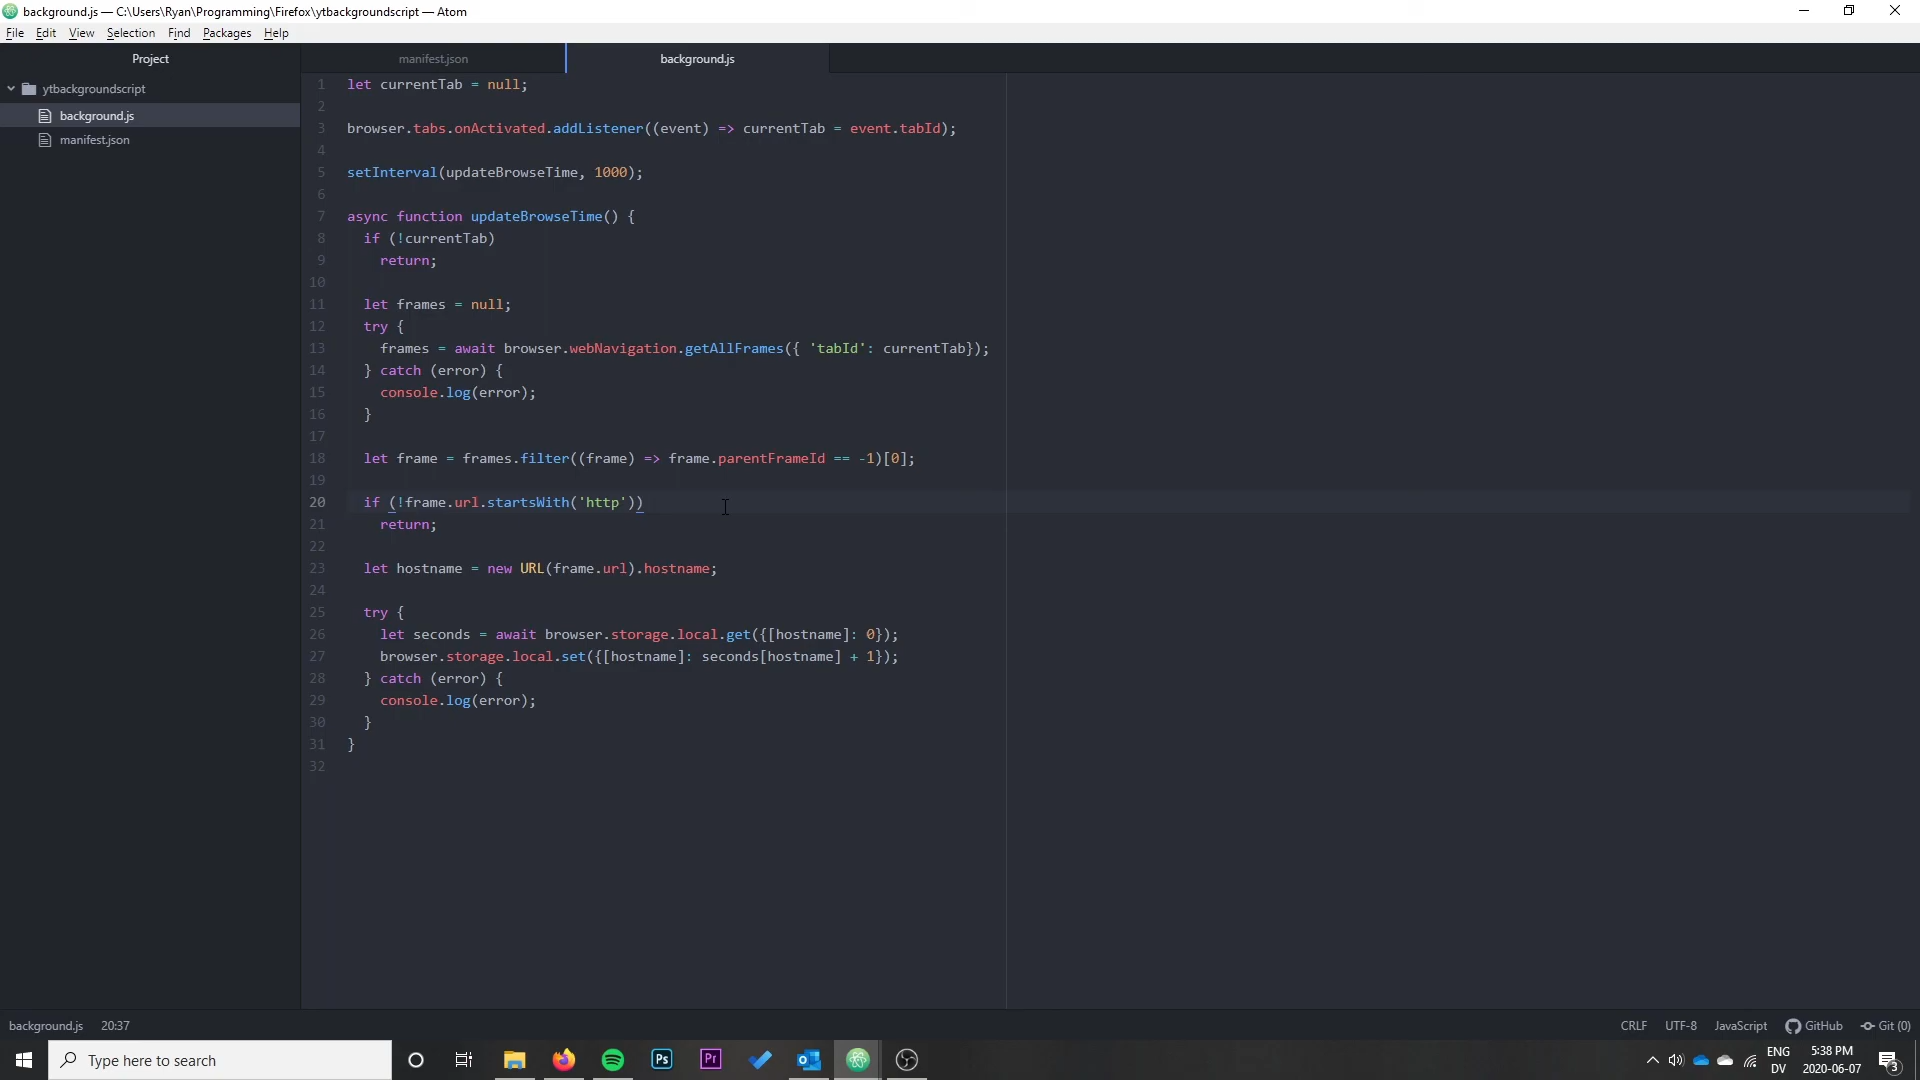 background.js — C:\Users\Ryan\Programming\Firefox\ytbackgroundscript — Atom
File Edit View Selection Find Packages Help
Project
manifest.json
background.js
ytbackgroundscript
background.js
manifest.json
1 let currentTab = null;
2
3 browser.tabs.onActivated.addListener((event) => currentTab = event.tabId);
4
5 setInterval(updateBrowseTime, 1000);
6
7 async function updateBrowseTime() {
8 if (!currentTab)
9 return;
10
11 let frames = null;
12 try {
13 frames = await browser.webNavigation.getAllFrames({ 'tabId': currentTab});
14 } catch (error) {
15 console.log(error);
16 }
17
18 let frame = frames.filter((frame) => frame.parentFrameId == -1)[0];
19
20 if (!frame.url.startsWith('http'))
21 return;
22
23 let hostname = new URL(frame.url).hostname;
24
25 try {
26 let seconds = await browser.storage.local.get({[hostname]: 0});
27 browser.storage.local.set({[hostname]: seconds[hostname] + 1});
28 } catch (error) {
29 console.log(error);
30 }
31 }
32
background.js 20:37
CRLF UTF-8 JavaScript GitHub Git (0)
Type here to search
Ps
Pr
ENG
DV
5:38 PM
2020-06-07
3